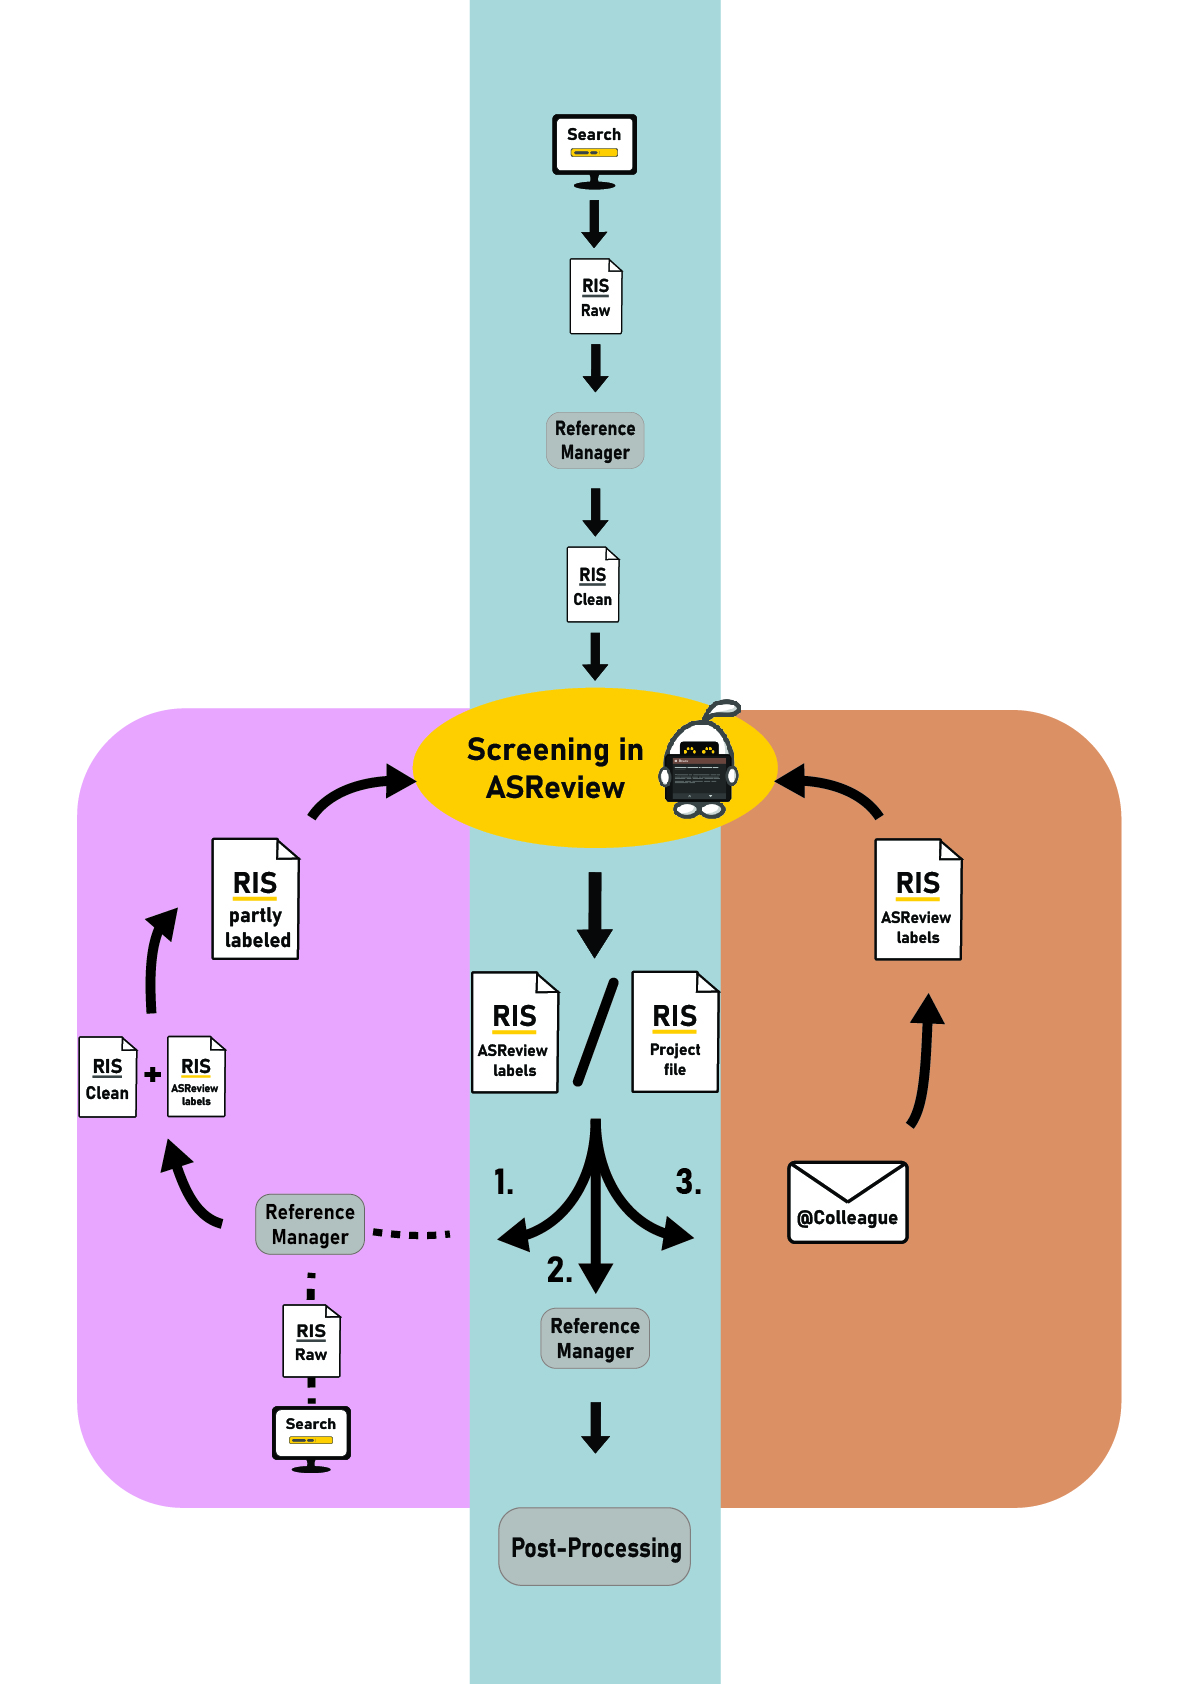 Search
RIS
Raw
Reference
Manager
RIS
Clean
Screening in
ASReview
RIS
partly
labeled
RIS
Clean
+
RIS
ASReview
labels
Reference
Manager
RIS
Raw
Search
RIS
ASReview
labels
/
RIS
Project
file
1.
2.
3.
Reference
Manager
Post-Processing
RIS
ASReview
labels
@Colleague